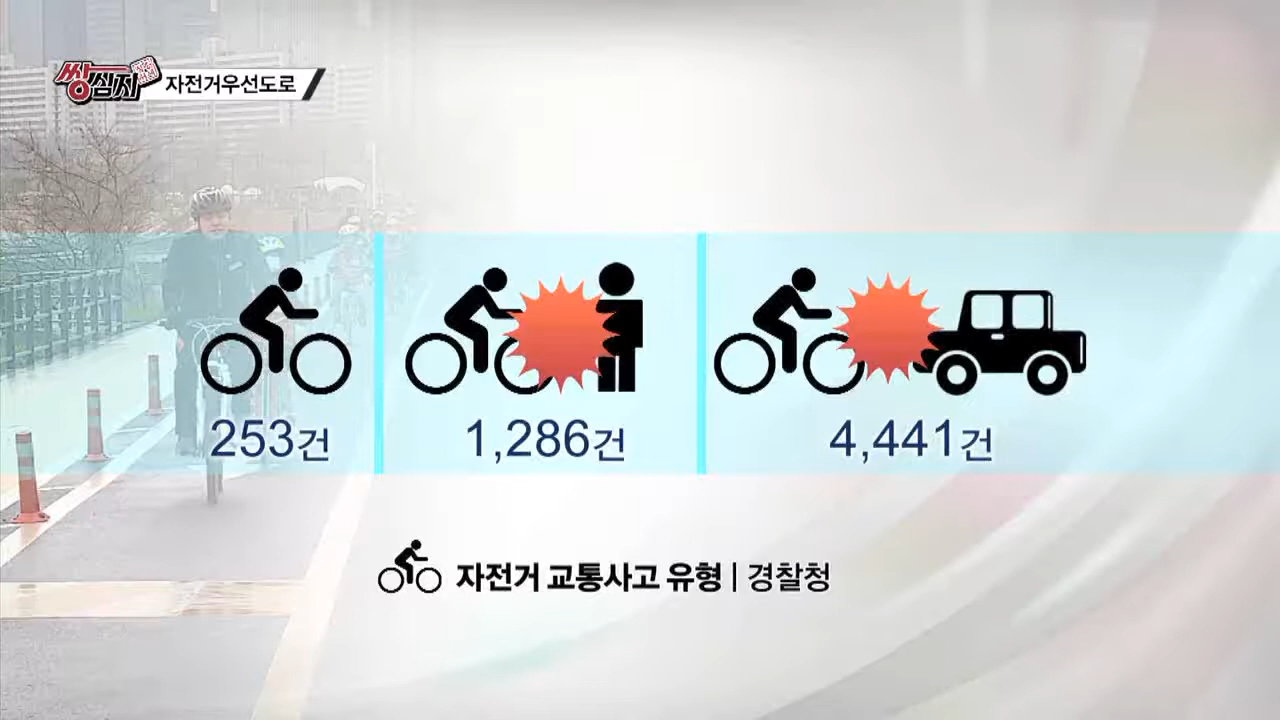 쌍심지 자전거우선도로
253건
1,286건
4,441건
자전거 교통사고 유형 | 경찰청